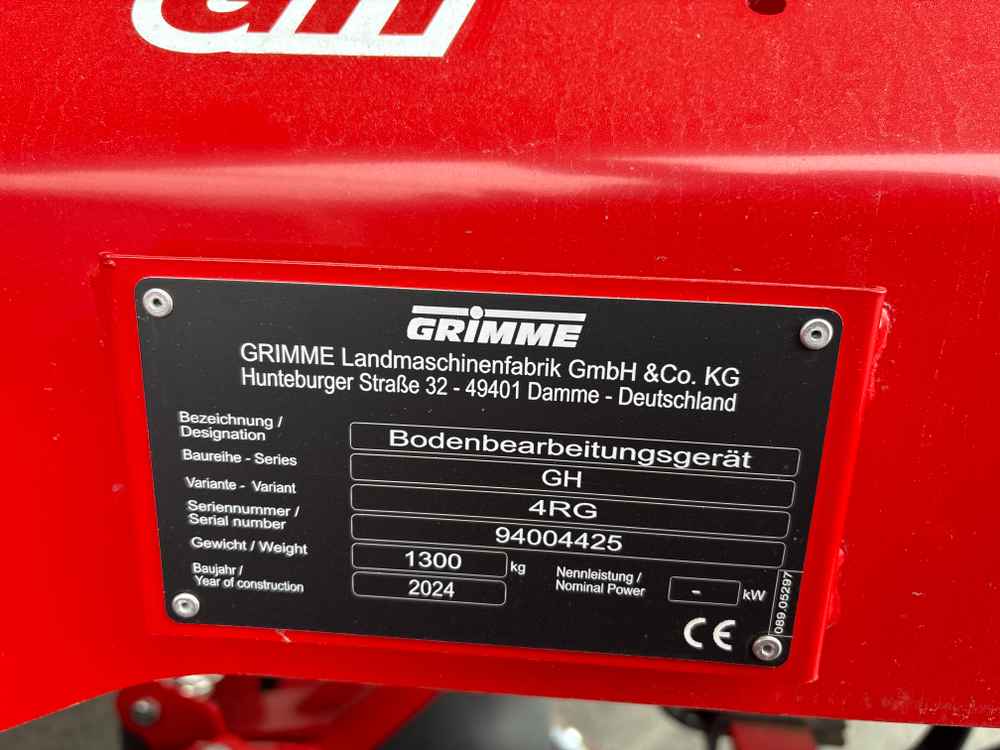 GRIMME
GRIMME Landmaschinenfabrik GmbH &Co. KG
Hunteburger Straße 32 - 49401 Damme - Deutschland
Bezeichnung /
Designation
Bodenbearbeitungsgerät
Baureihe - Series
GH
Variante - Variant
4RG
Seriennummer /
Serial number
94004425
Gewicht / Weight
1300 kg
Nennleistung /
Nominal Power
- kW
Baujahr /
Year of construction
2024
CE
089.05297